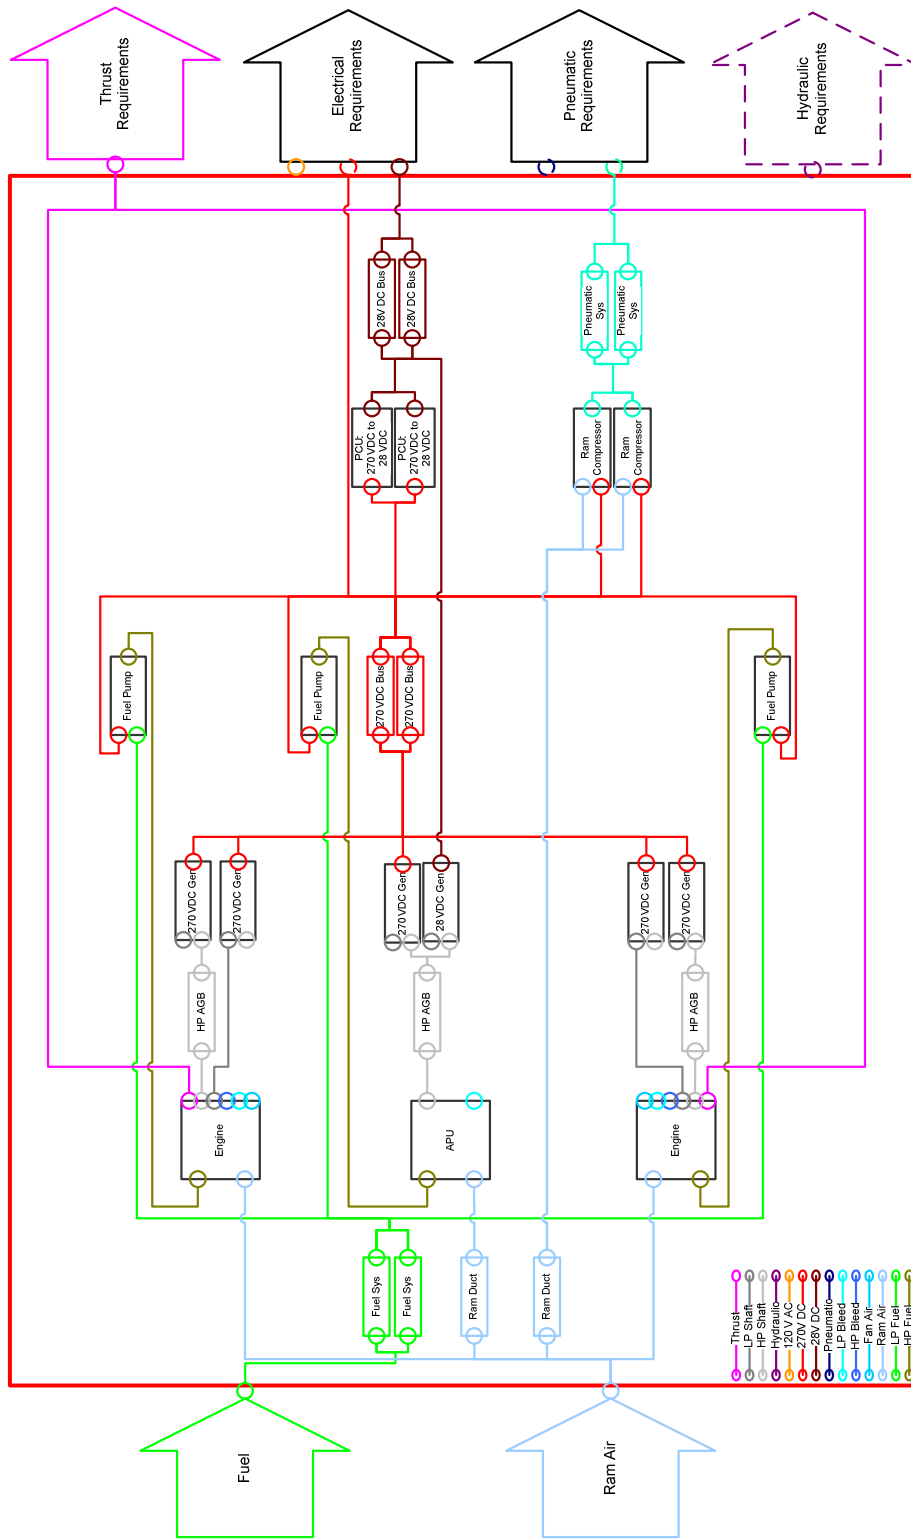 Thrust
Requirements
Electrical
Requirements
Pneumatic
Requirements
Hydraulic
Requirements
28V DC Bus
28V DC Bus
Pneumatic
Sys
Pneumatic
Sys
PCU:
270 VDC to
28 VDC
PCU:
270 VDC to
28 VDC
Ram
Compressor
Ram
Compressor
Fuel Pump
Fuel Pump
270 VDC Bus
270 VDC Bus
Fuel Pump
270 VDC Gen
270 VDC Gen
270 VDC Gen
28 VDC Gen
270 VDC Gen
270 VDC Gen
HP AGB
HP AGB
HP AGB
Engine
APU
Engine
Fuel Sys
Fuel Sys
Ram Duct
Ram Duct
Thrust
LP Shaft
HP Shaft
Hydraulic
120 V AC
270V DC
28V DC
Pneumatic
LP Bleed
HP Bleed
Fan Air
Ram Air
LP Fuel
HP Fuel
Fuel
Ram Air